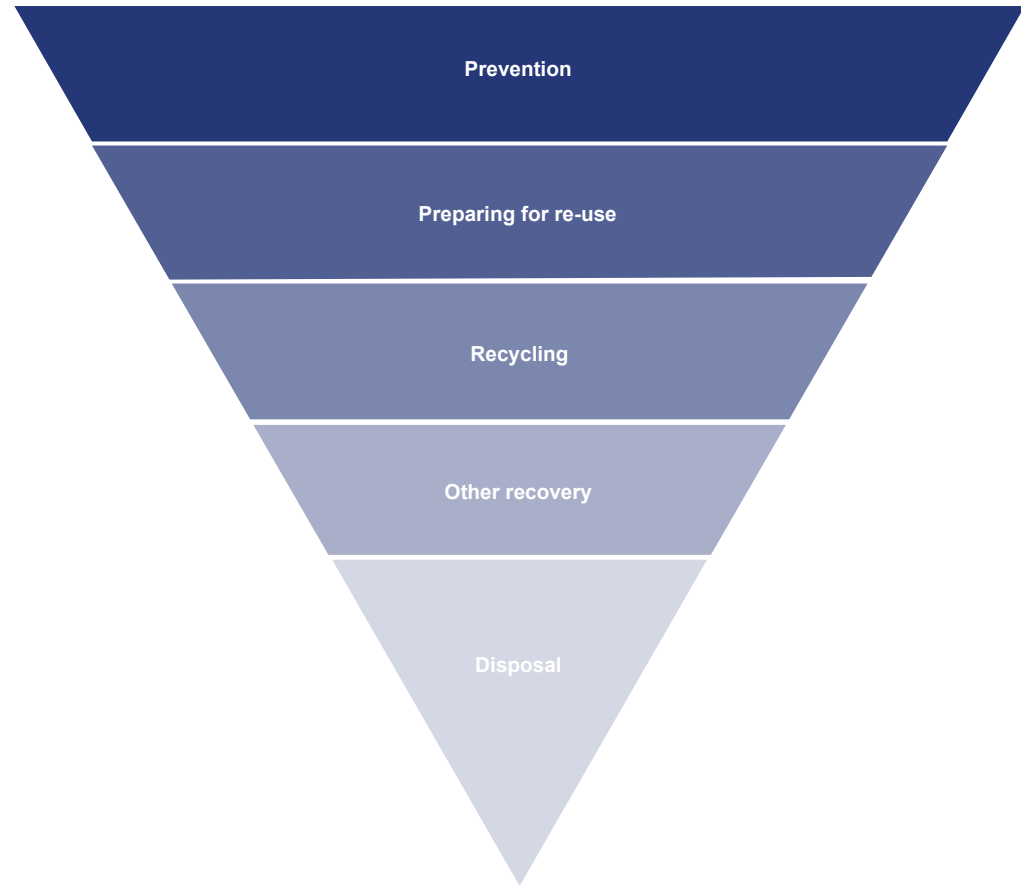 Prevention
Preparing for re-use
Recycling
Other recovery
Disposal